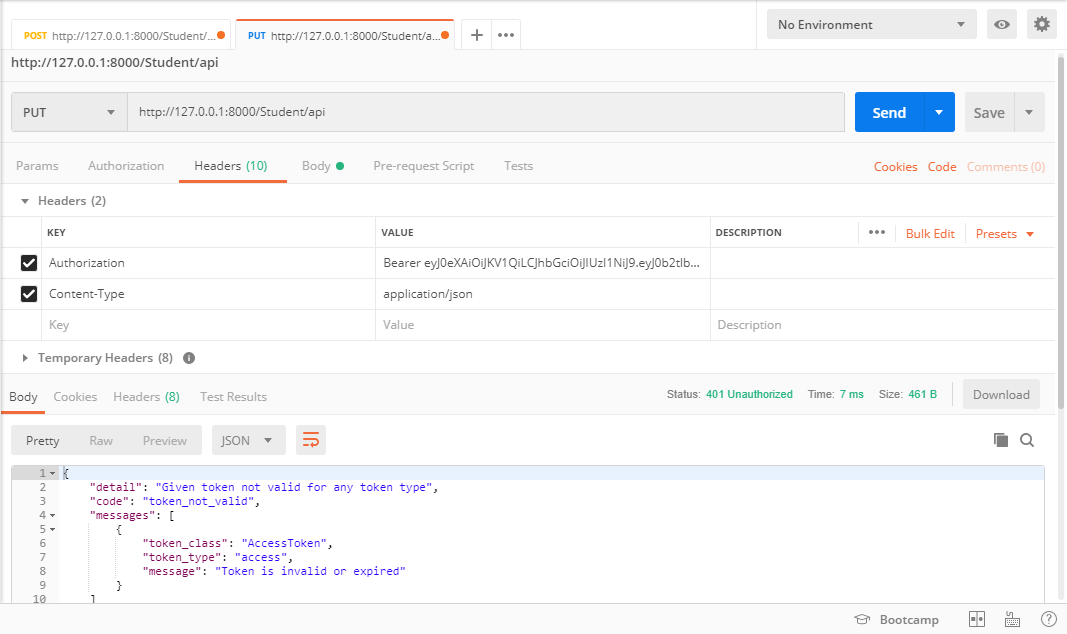 POST http://127.0.0.1:8000/Student/...
PUT http://127.0.0.1:8000/Student/a...
No Environment
http://127.0.0.1:8000/Student/api
PUT http://127.0.0.1:8000/Student/api Send Save
Params Authorization Headers (10) Body Pre-request Script Tests Cookies Code Comments (0)
Headers (2)
KEY VALUE DESCRIPTION ••• Bulk Edit Presets
Authorization Bearer eyJ0eXAiOiJKV1QiLCJhbGciOiJIUzI1NiJ9.eyJ0b2tlb...
Content-Type application/json
Key Value Description
Temporary Headers (8)
Body Cookies Headers (8) Test Results Status: 401 Unauthorized Time: 7 ms Size: 461 B Download
Pretty Raw Preview JSON
1 {
2 "detail": "Given token not valid for any token type",
3 "code": "token_not_valid",
4 "messages": [
5 {
6 "token_class": "AccessToken",
7 "token_type": "access",
8 "message": "Token is invalid or expired"
9 }
10 ]
Bootcamp